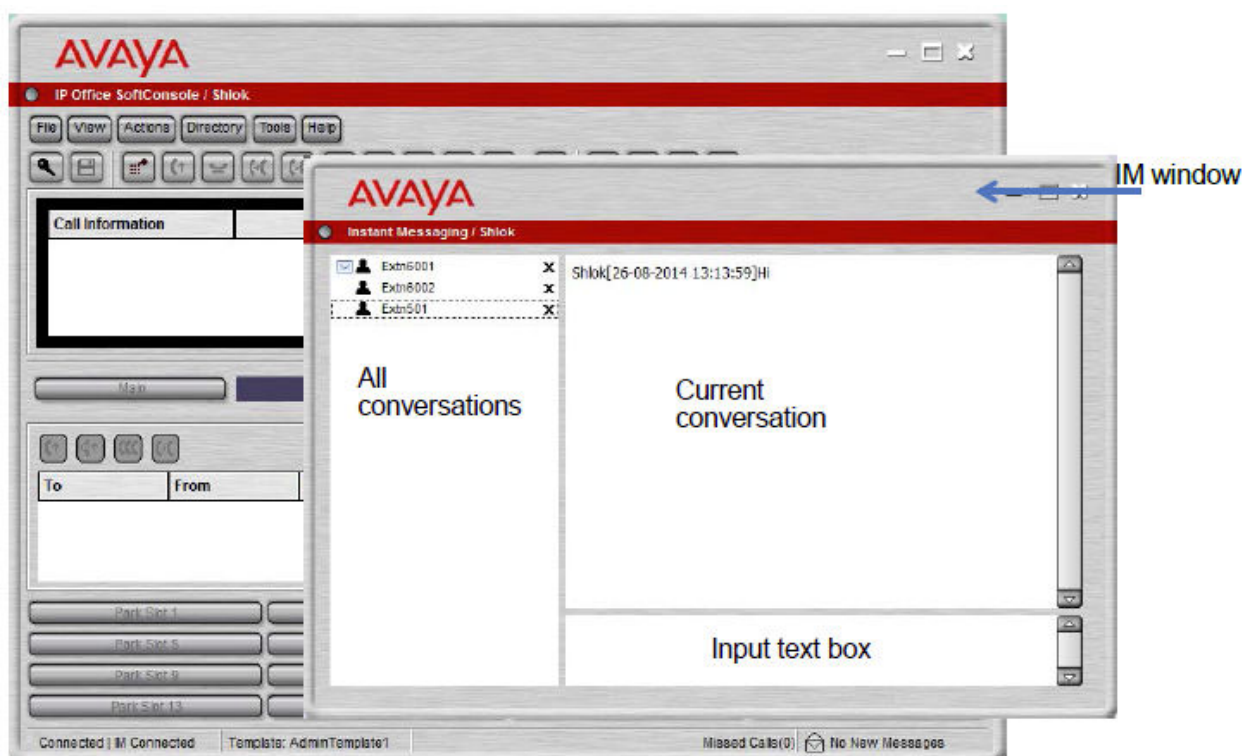 AVAYA
IP Office SoftConsole / Shlok
File View Actions Directory Tools Help
Call Information
Main
To From
Park Slot 1
Park Slot 5
Park Slot 9
Park Slot 13
Connected | IM Connected Template: AdminTemplate1 Missed Calls(0) No New Messages
IM window
AVAYA
Instant Messaging / Shlok
Extn6001 X
Extn6002 X
Extn501 X
Shlok[26-08-2014 13:13:59]Hi
All
conversations
Current
conversation
Input text box